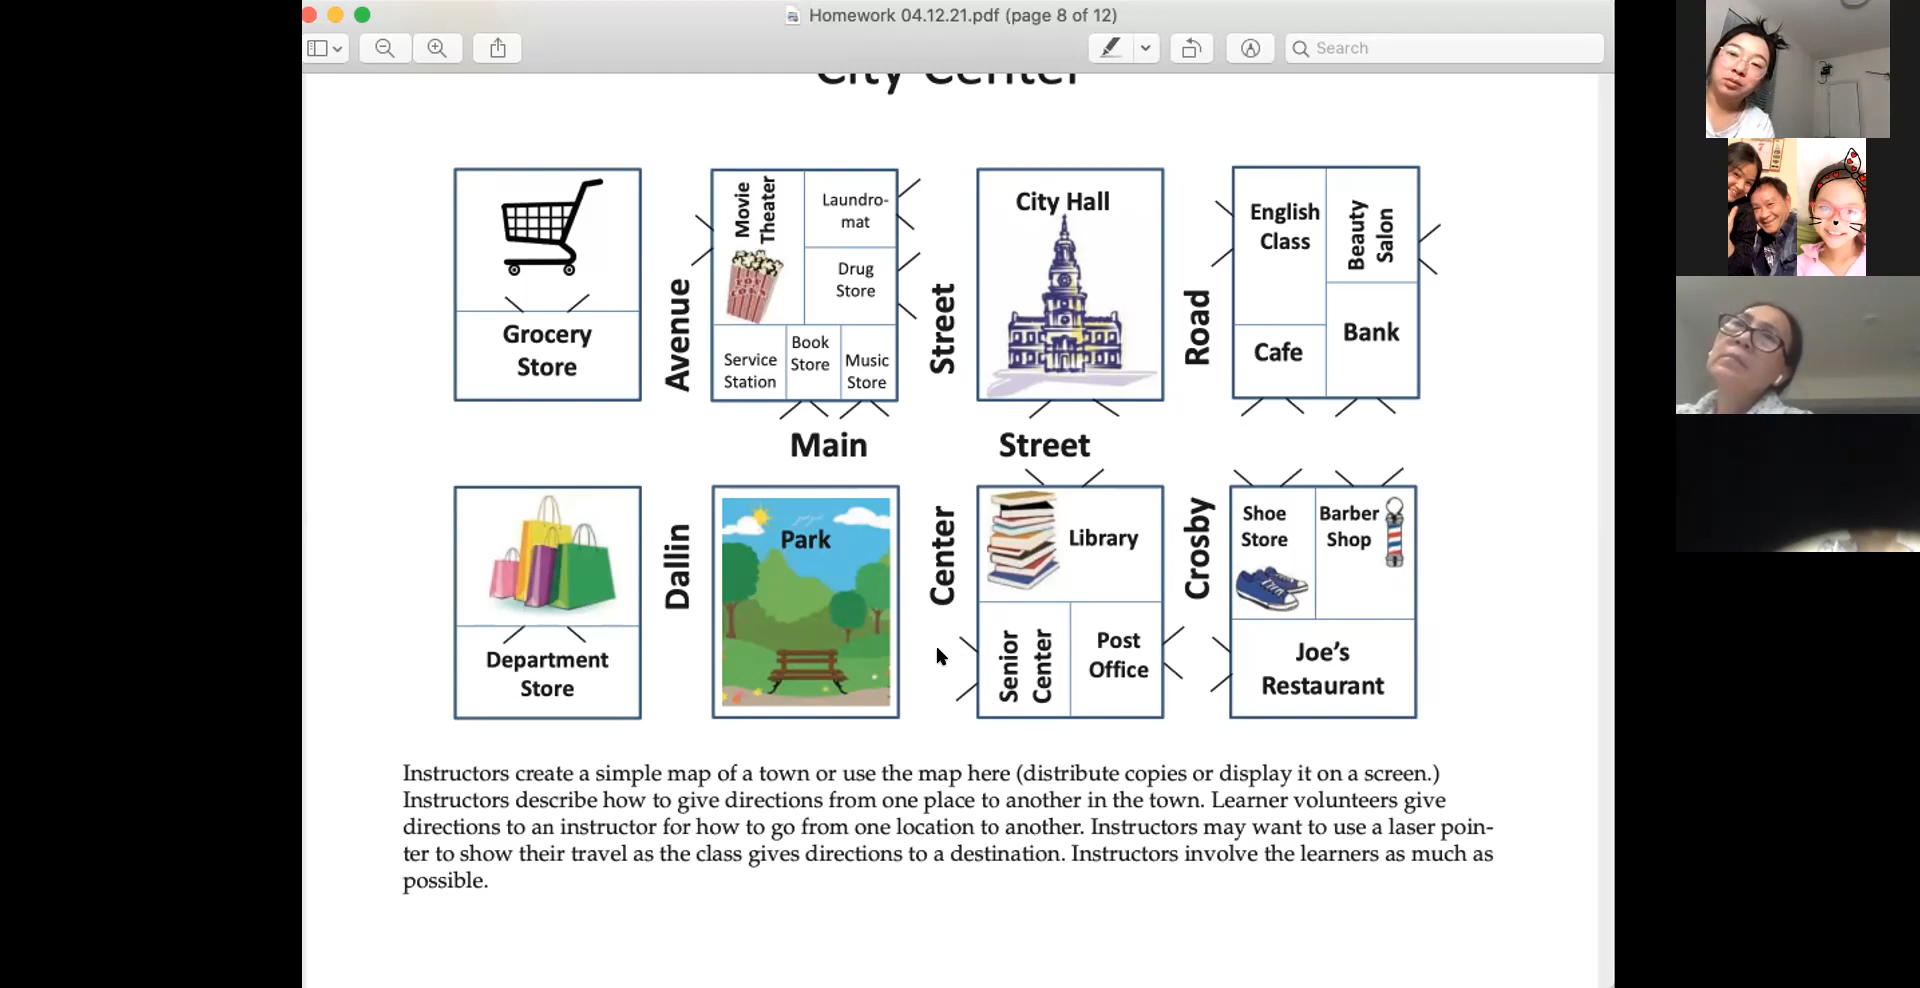 Homework 04.12.21.pdf (page 8 of 12)
Search
City Center
Grocery
Store
Avenue
Movie
Theater
Laundro-
mat
Drug
Store
Service
Station
Book
Store
Music
Store
Street
City Hall
Road
English
Class
Beauty
Salon
Cafe
Bank
Main
Street
Department
Store
Dallin
Park
Center
Library
Senior
Center
Post
Office
Crosby
Shoe
Store
Barber
Shop
Joe's
Restaurant
Instructors create a simple map of a town or use the map here (distribute copies or display it on a screen.)
Instructors describe how to give directions from one place to another in the town. Learner volunteers give
directions to an instructor for how to go from one location to another. Instructors may want to use a laser poin-
ter to show their travel as the class gives directions to a destination. Instructors involve the learners as much as
possible.